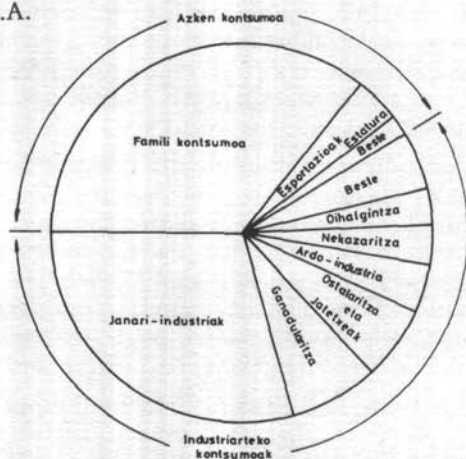 .A.
Azken kontsumoa
Famili kontsumoa
Esportazioak
Estatura
Beste
Beste
Oihalgintza
Nekazaritza
Ardo-industria
Ostalaritza
eta
Jatetxeak
Ganadularitza
Janari-industriak
Industriarteko
kontsumoak